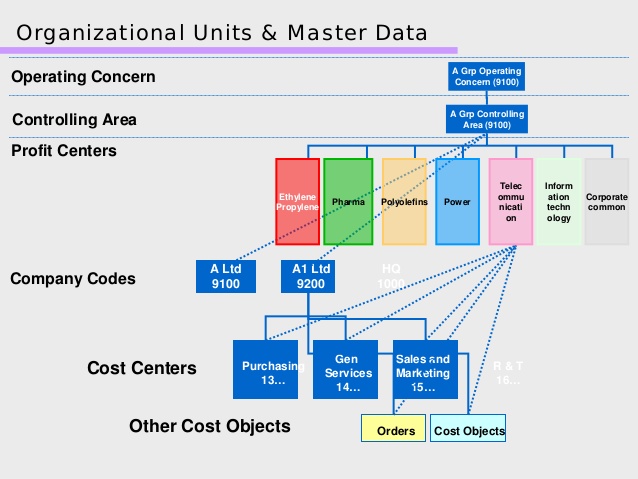 Organizational Units & Master Data
Operating Concern
A Grp Operating
Concern (9100)
Controlling Area
A Grp Controlling
Area (9100)
Profit Centers
Ethylene
Propylene
Pharma
Polyolefins
Power
Telec
ommu
nicati
on
Inform
ation
techn
ology
Corporate
common
Company Codes
A Ltd
9100
A1 Ltd
9200
HQ
1000
Cost Centers
Purchasing
13...
Gen
Services
14...
Sales and
Marketing
15...
R & T
16...
Other Cost Objects
Orders
Cost Objects